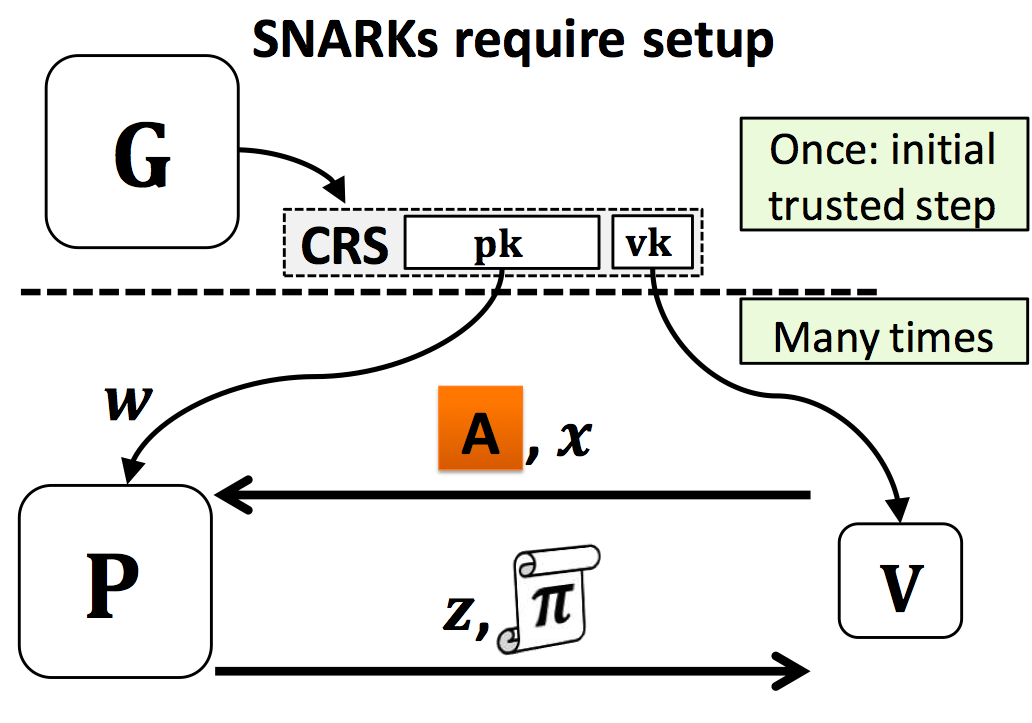 SNARKs require setup
G
Once: initial
trusted step
CRS
pk
vk
Many times
w
A, x
P
V
z, π